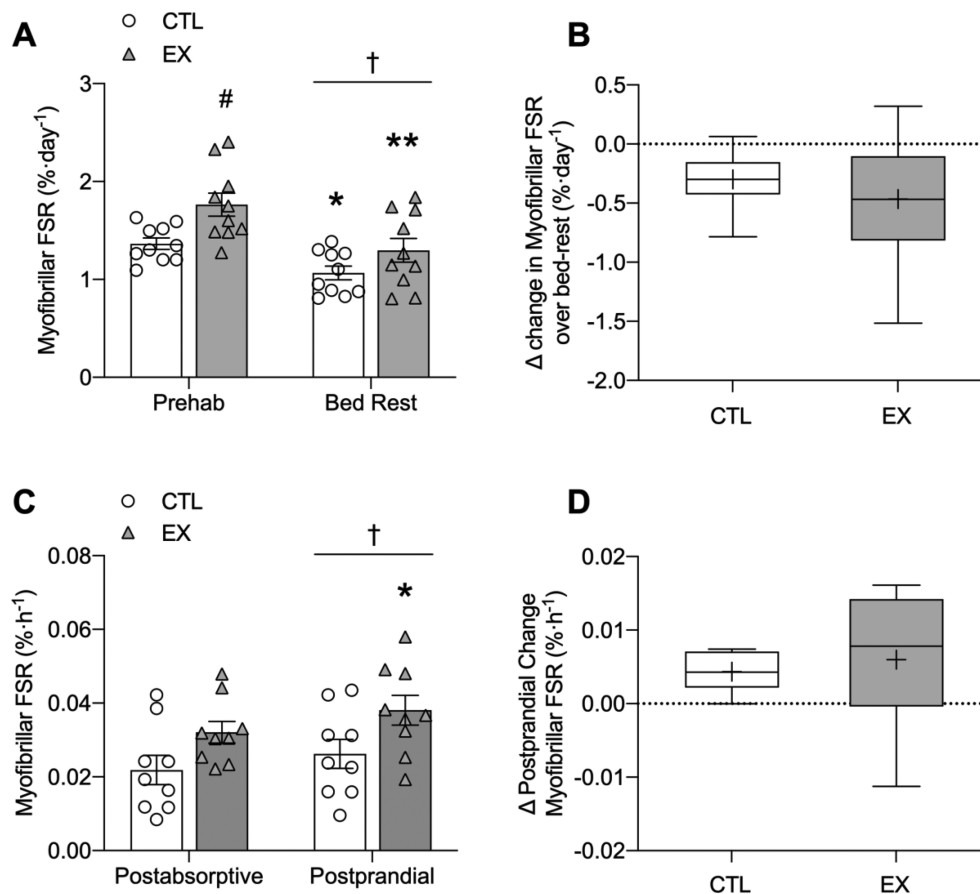 A
CTL
EX
Myofibrillar FSR (%·day⁻¹)
3
2
1
0
#
†
*
**
Prehab
Bed Rest
B
Δ change in Myofibrillar FSR
over bed-rest (%·day⁻¹)
0.5
0.0
-0.5
-1.0
-1.5
-2.0
CTL
EX
C
CTL
EX
Myofibrillar FSR (%·h⁻¹)
0.08
0.06
0.04
0.02
0.00
†
*
Postabsorptive
Postprandial
D
Δ Postprandial Change
Myofibrillar FSR (%·h⁻¹)
0.02
0.01
0.00
-0.01
-0.02
CTL
EX